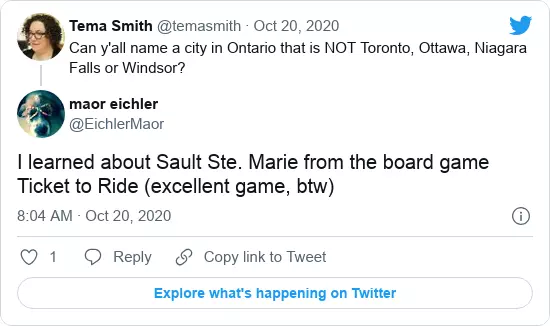 Tema Smith @temasmith · Oct 20, 2020
Can y'all name a city in Ontario that is NOT Toronto, Ottawa, Niagara
Falls or Windsor?
maor eichler
@EichlerMaor
I learned about Sault Ste. Marie from the board game
Ticket to Ride (excellent game, btw)
8:04 AM · Oct 20, 2020
1 Reply Copy link to Tweet
Explore what's happening on Twitter